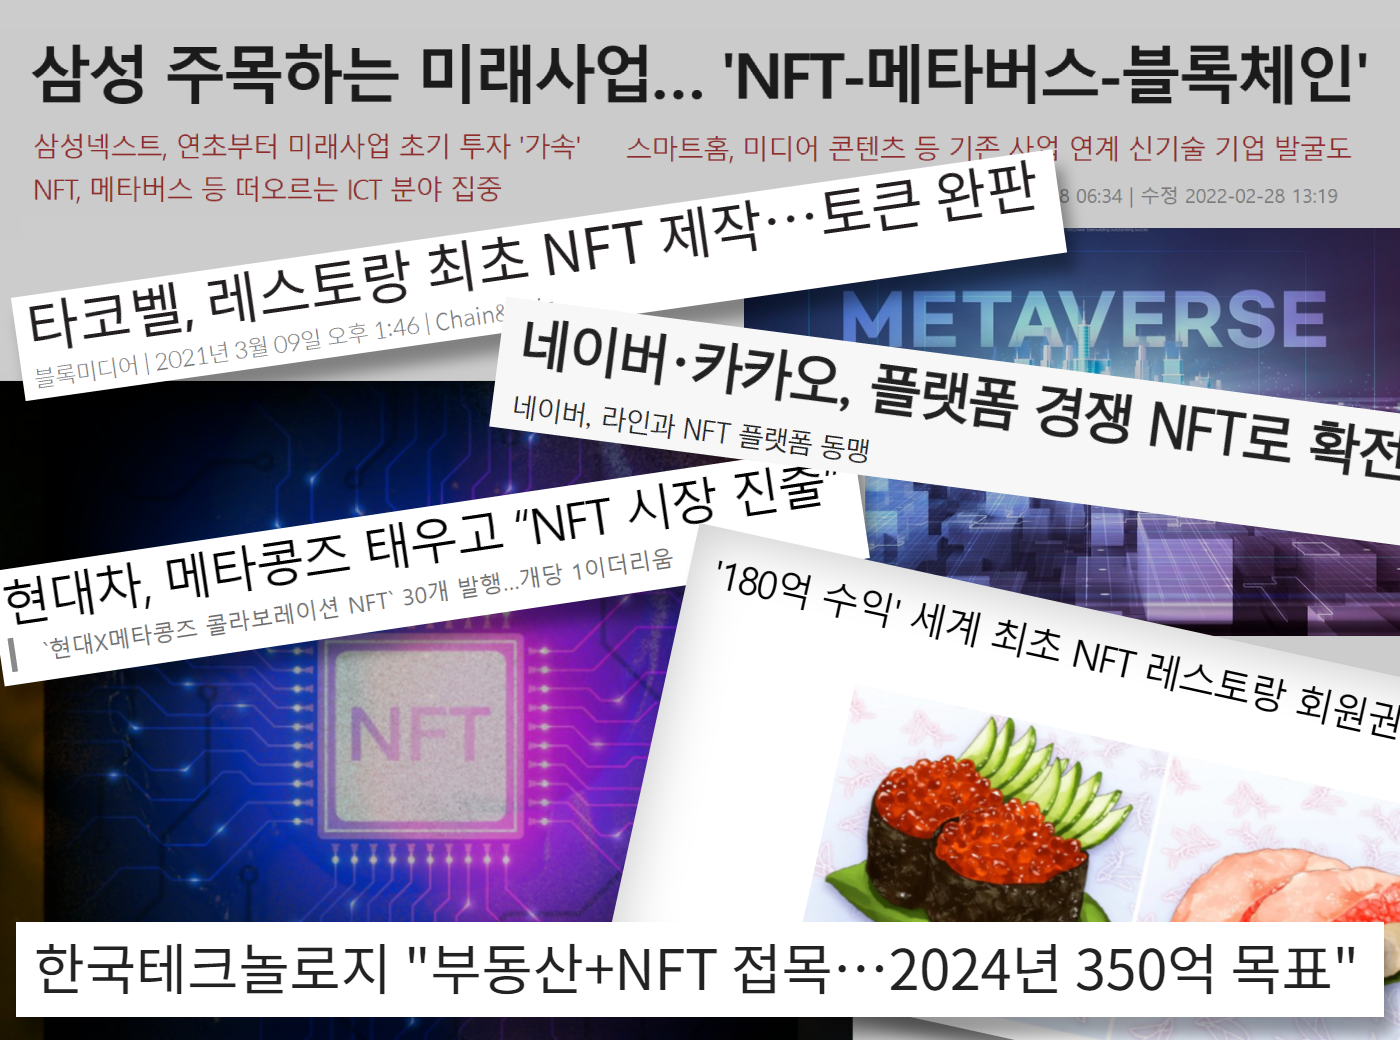 삼성 주목하는 미래사업... 'NFT-메타버스-블록체인'
삼성넥스트, 연초부터 미래사업 초기 투자 '가속'
스마트홈, 미디어 콘텐츠 등 기존 사업 연계 신기술 기업 발굴도
NFT, 메타버스 등 떠오르는 ICT 분야 집중
8 06:34 | 수정 2022-02-28 13:19
타코벨, 레스토랑 최초 NFT 제작…토큰 완판
블록미디어 | 2021년 3월 09일 오후 1:46 | Chain&
METAVERSE
네이버·카카오, 플랫폼 경쟁 NFT로 확전
네이버, 라인과 NFT 플랫폼 동맹
현대차, 메타콩즈 태우고 “NFT 시장 진출”
`현대X메타콩즈 콜라보레이션 NFT` 30개 발행...개당 1이더리움
'180억 수익' 세계 최초 NFT 레스토랑 회원권
NFT
한국테크놀로지 "부동산+NFT 접목…2024년 350억 목표"